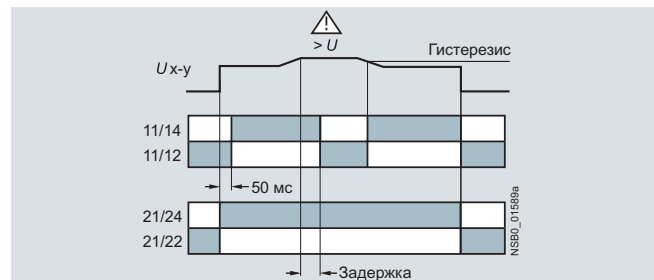 > U
Гистерезис
U x-y
11/14
11/12
50 мс
21/24
21/22
Задержка
NSB0_01589a